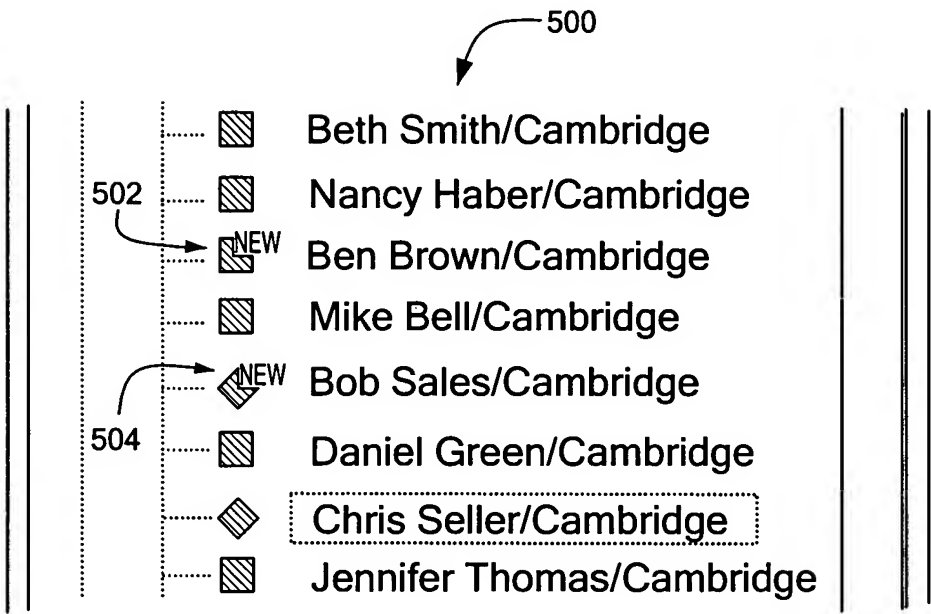 500
Beth Smith/Cambridge
502
Nancy Haber/Cambridge
NEW Ben Brown/Cambridge
Mike Bell/Cambridge
NEW Bob Sales/Cambridge
504
Daniel Green/Cambridge
Chris Seller/Cambridge
Jennifer Thomas/Cambridge